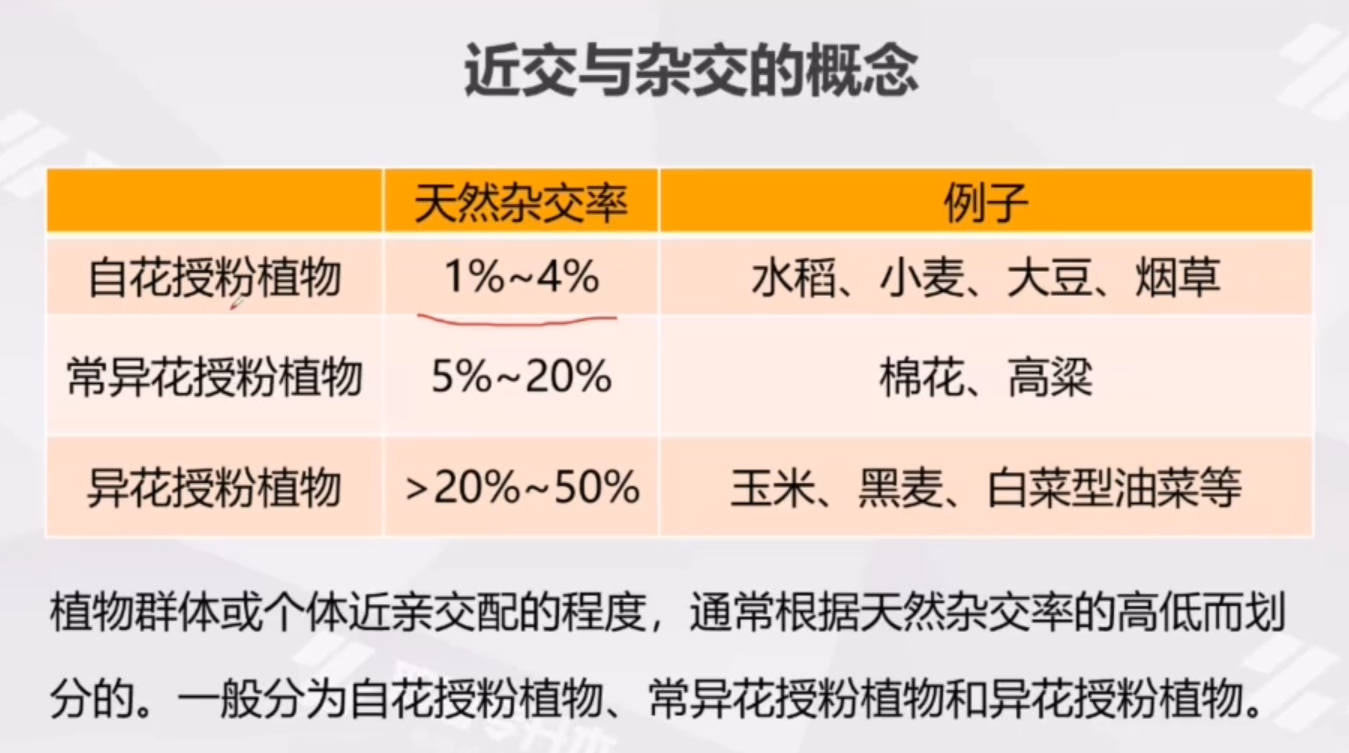 近交与杂交的概念
天然杂交率 例子
自花授粉植物 1%~4% 水稻、小麦、大豆、烟草
常异花授粉植物 5%~20% 棉花、高粱
异花授粉植物 >20%~50% 玉米、黑麦、白菜型油菜等
植物群体或个体近亲交配的程度，通常根据天然杂交率的高低而划
分的。一般分为自花授粉植物、常异花授粉植物和异花授粉植物。